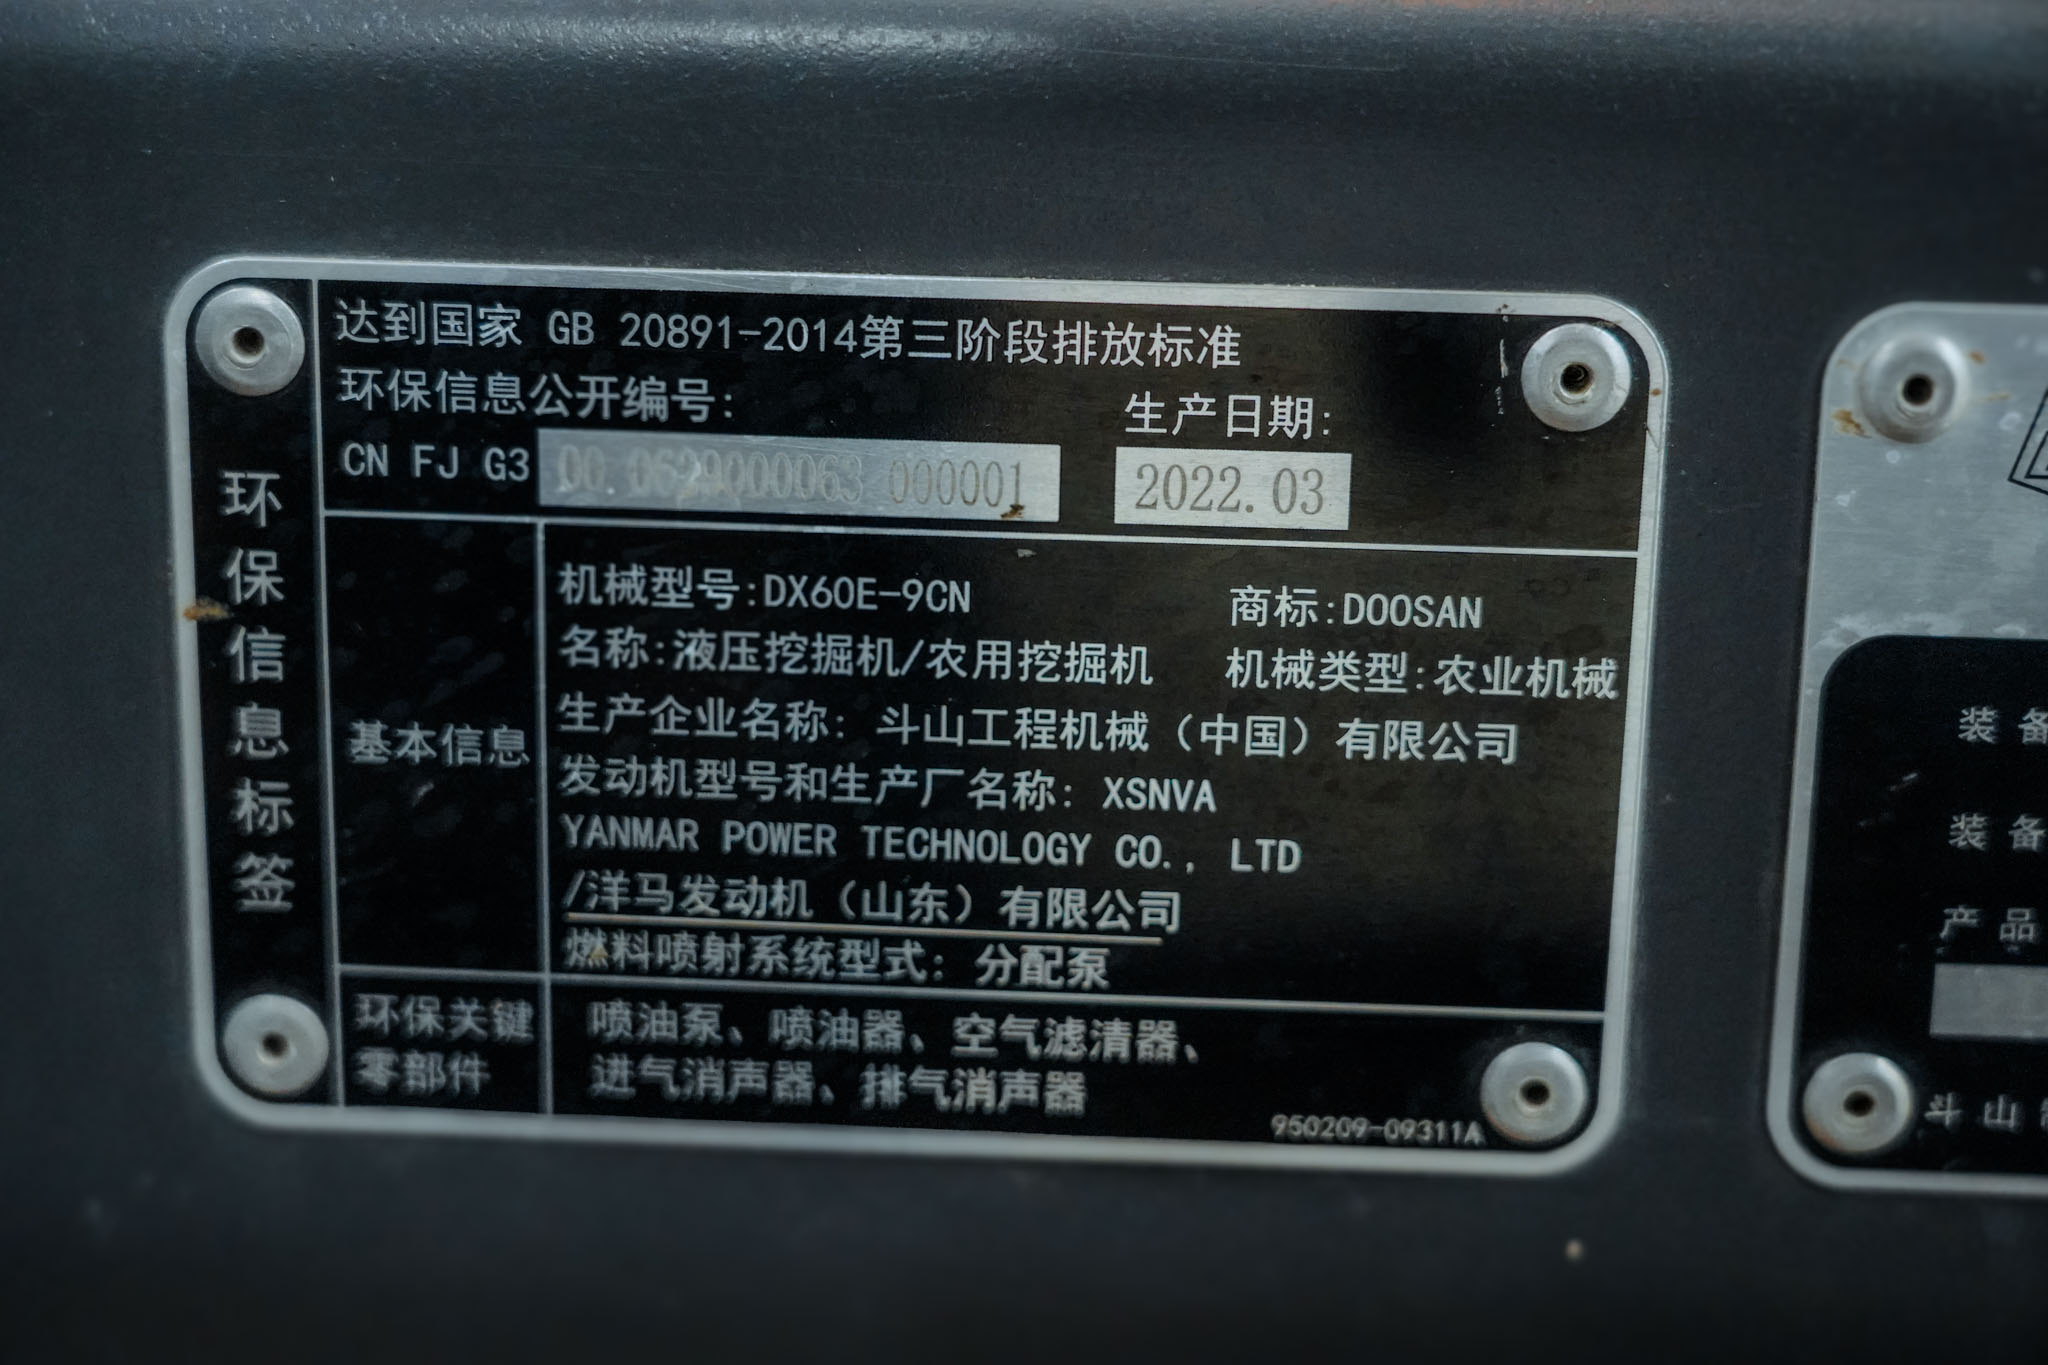 环保信息标签
达到国家 GB 20891-2014第三阶段排放标准
环保信息公开编号:
生产日期:
CN FJ G3 00 0629000063 000001
2022.03
基本信息
机械型号:DX60E-9CN
商标:DOOSAN
名称:液压挖掘机/农用挖掘机
机械类型:农业机械
生产企业名称: 斗山工程机械（中国）有限公司
发动机型号和生产厂名称: XSNVA
YANMAR POWER TECHNOLOGY CO., LTD
/洋马发动机（山东）有限公司
燃料喷射系统型式: 分配泵
环保关键
零部件
喷油泵、喷油器、空气滤清器、
进气消声器、排气消声器
950209-09311A
装备
装备
产品
斗山